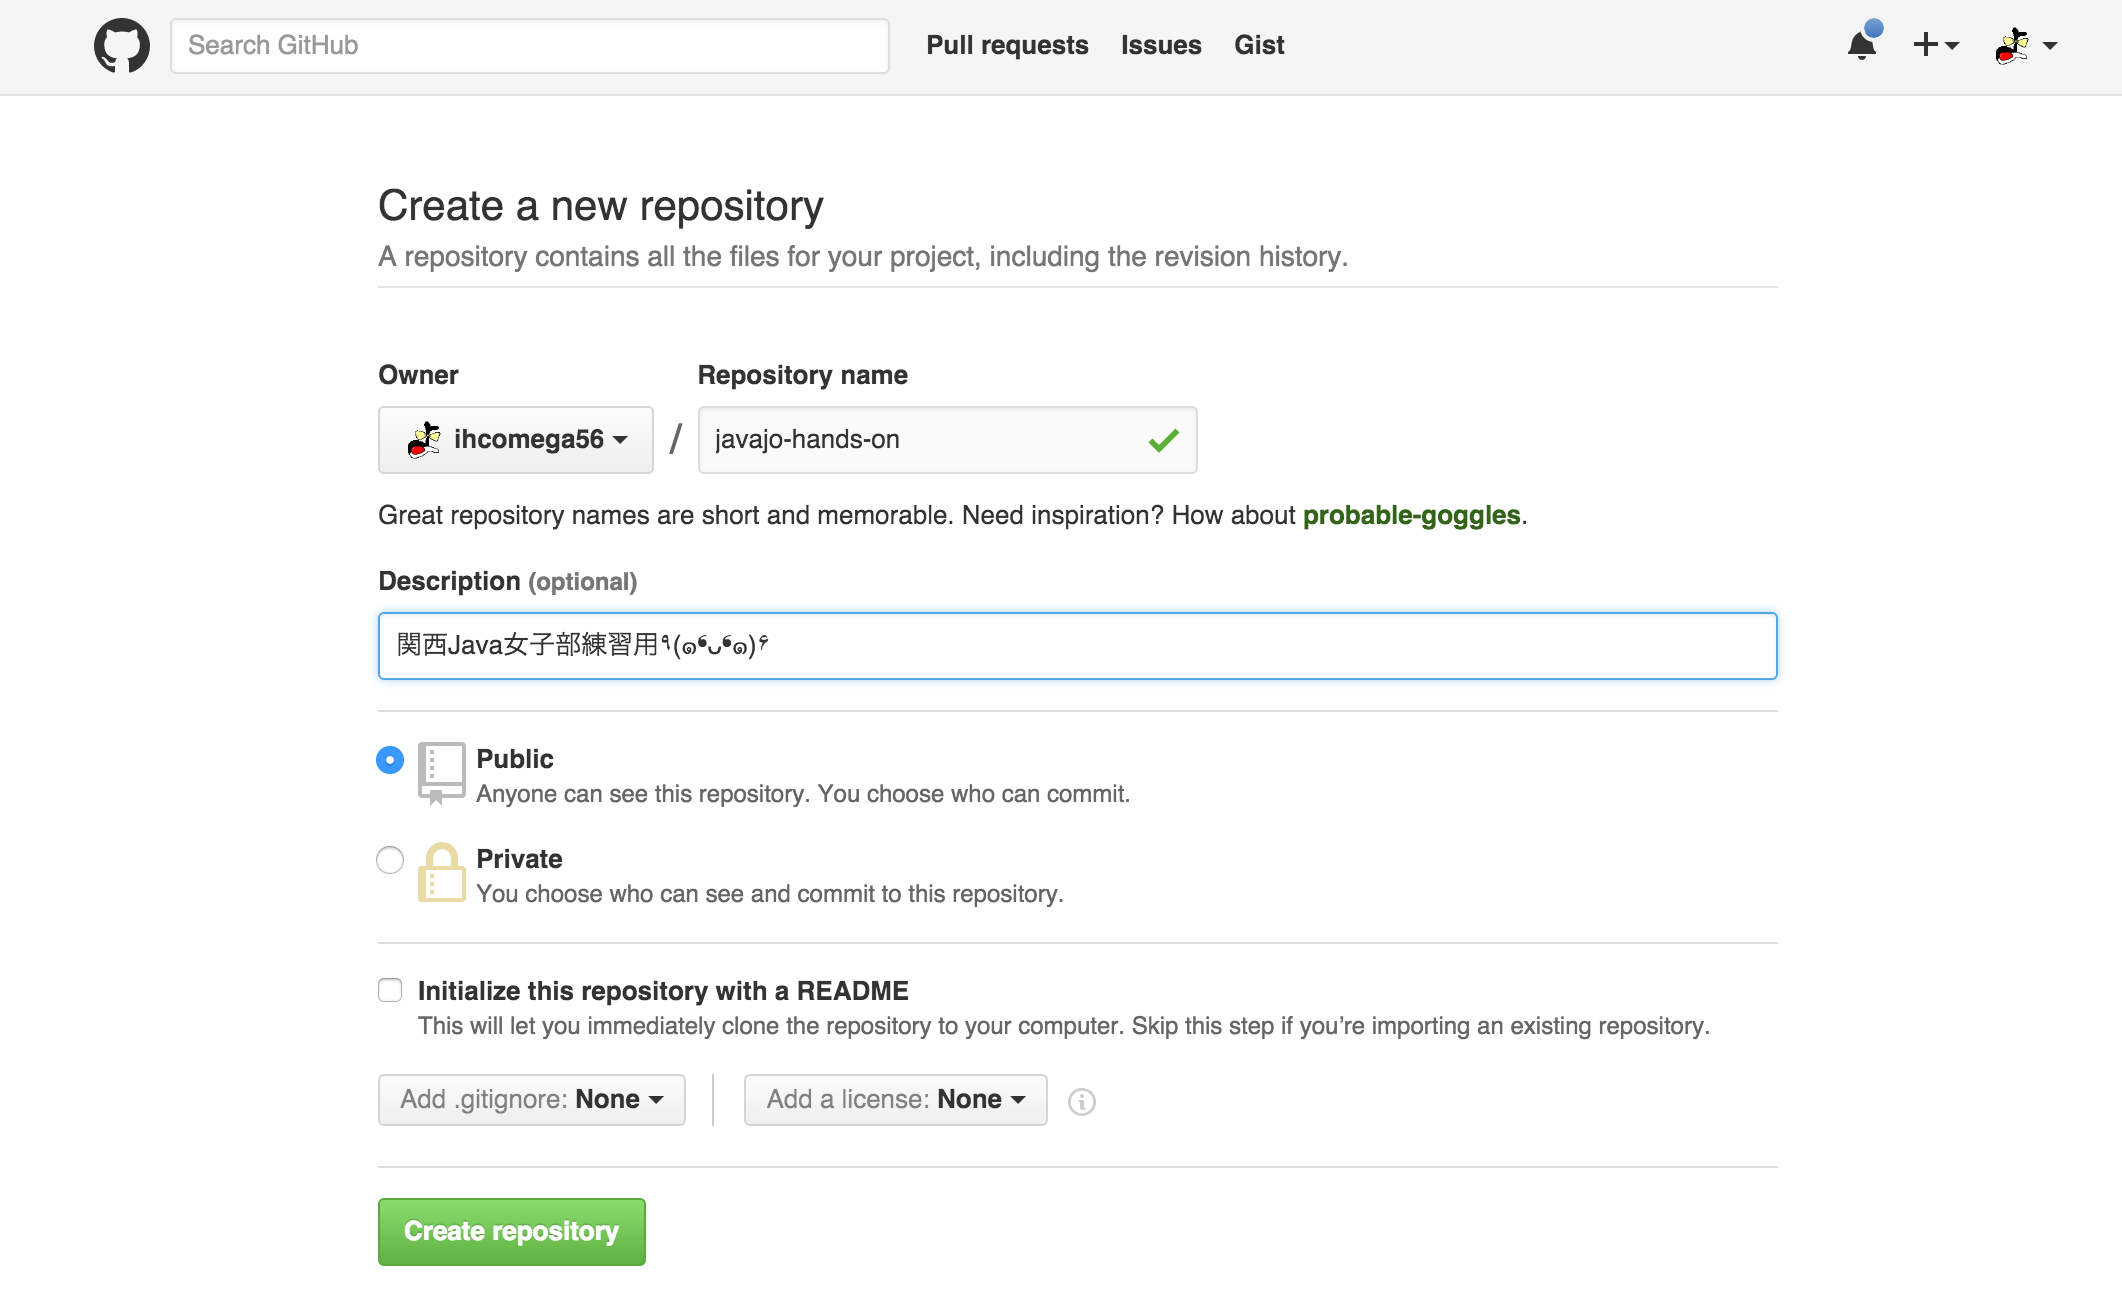 Search GitHub
Pull requests Issues Gist
Create a new repository
A repository contains all the files for your project, including the revision history.
Owner Repository name
ihcomega56 / javajo-hands-on
Great repository names are short and memorable. Need inspiration? How about probable-goggles.
Description (optional)
関西Java女子部練習用٩(๑❛ᴗ❛๑)۶
Public
Anyone can see this repository. You choose who can commit.
Private
You choose who can see and commit to this repository.
Initialize this repository with a README
This will let you immediately clone the repository to your computer. Skip this step if you’re importing an existing repository.
Add .gitignore: None Add a license: None
Create repository